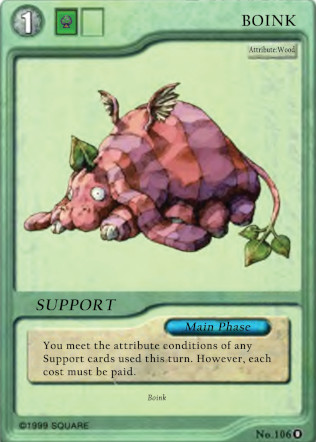 1
BOINK
Attribute:Wood
SUPPORT
Main Phase
You meet the attribute conditions of any
Support cards used this turn. However, each
cost must be paid.
Boink
©1999 SQUARE
No.106